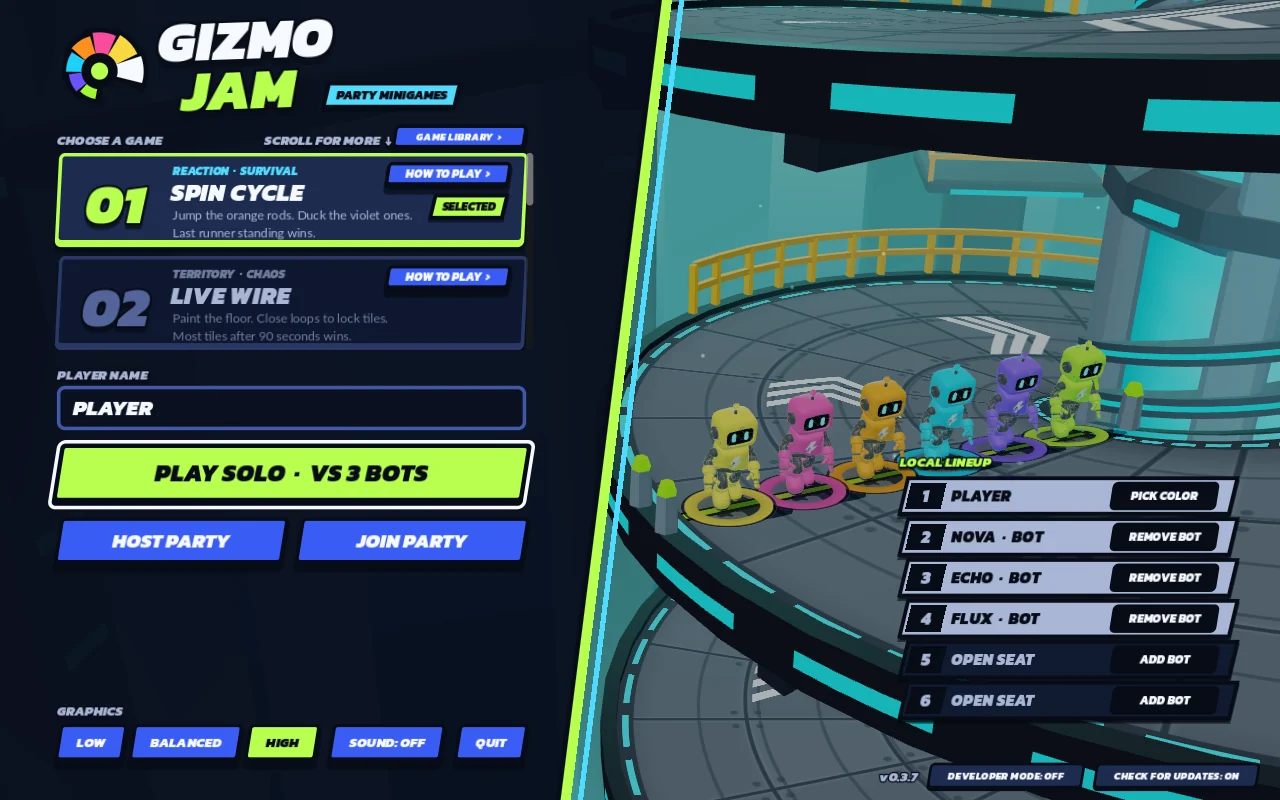 GIZMO
JAM
PARTY MINIGAMES
CHOOSE A GAME
SCROLL FOR MORE ↓
GAME LIBRARY ›
01
REACTION · SURVIVAL
SPIN CYCLE
Jump the orange rods. Duck the violet ones.
Last runner standing wins.
HOW TO PLAY ›
SELECTED
02
TERRITORY · CHAOS
LIVE WIRE
Paint the floor. Close loops to lock tiles.
Most tiles after 90 seconds wins.
HOW TO PLAY ›
PLAYER NAME
PLAYER
PLAY SOLO · VS 3 BOTS
HOST PARTY
JOIN PARTY
GRAPHICS
LOW
BALANCED
HIGH
SOUND: OFF
QUIT
LOCAL LINEUP
1 PLAYER PICK COLOR
2 NOVA · BOT REMOVE BOT
3 ECHO · BOT REMOVE BOT
4 FLUX · BOT REMOVE BOT
5 OPEN SEAT ADD BOT
6 OPEN SEAT ADD BOT
v0.3.7
DEVELOPER MODE: OFF
CHECK FOR UPDATES: ON